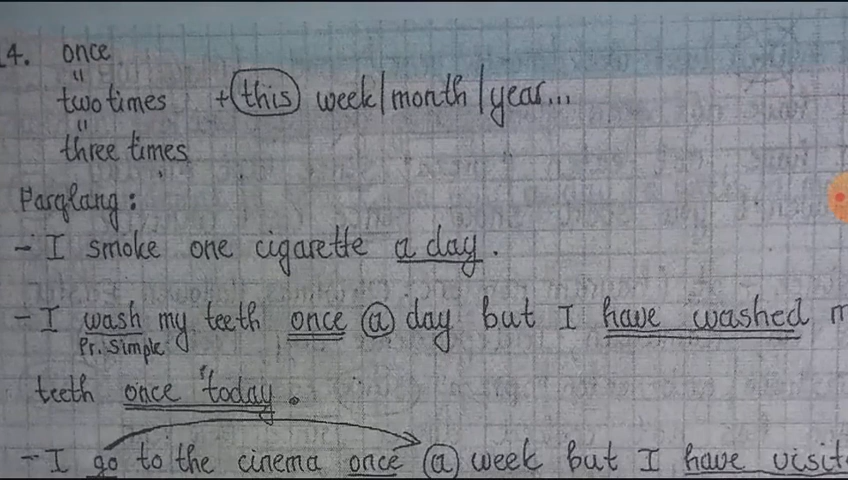 4. once
"
two times + this week/month/year...
"
three times
Parqlang:
- I smoke one cigarette a day.
- I wash my teeth once a day but I have washed
Pr. Simple
teeth once today.
- I go to the cinema once a week but I have